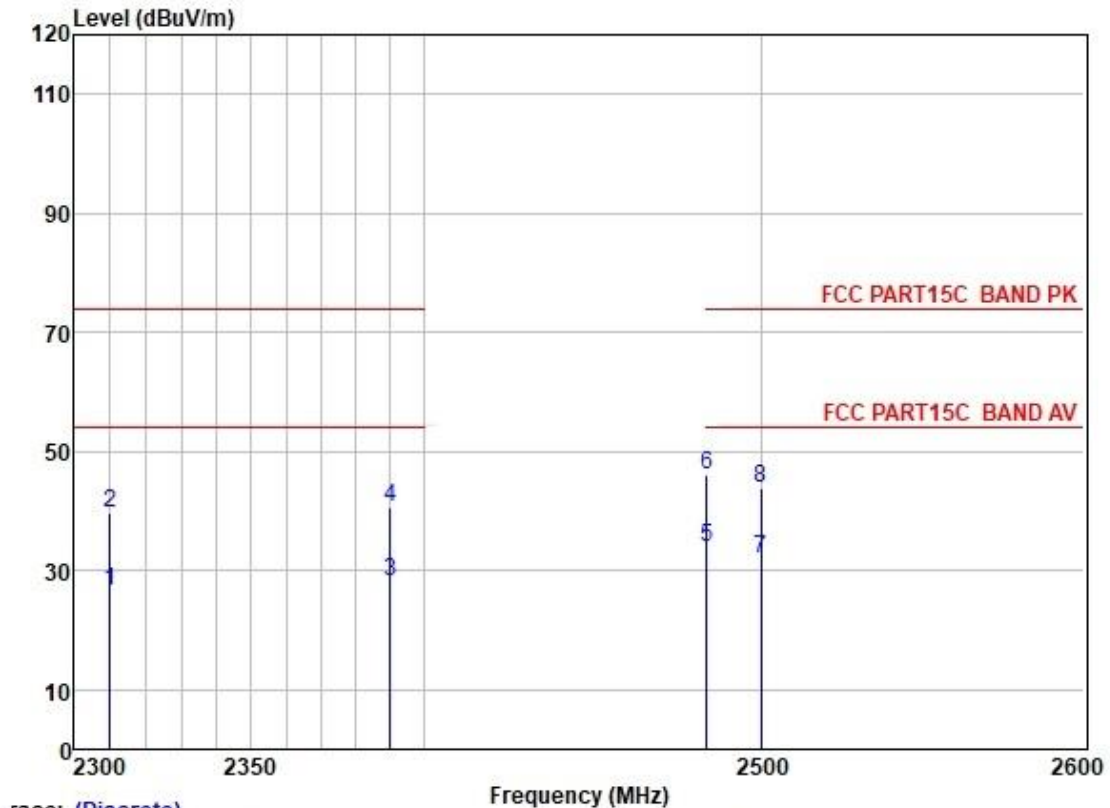 Level (dBuV/m)
120
110
90
FCC PART15C BAND PK
70
FCC PART15C BAND AV
50
6
8
2
4
5
7
3
1
30
10
0
2300 2350 2500 2600
Frequency (MHz)
(Discrete)